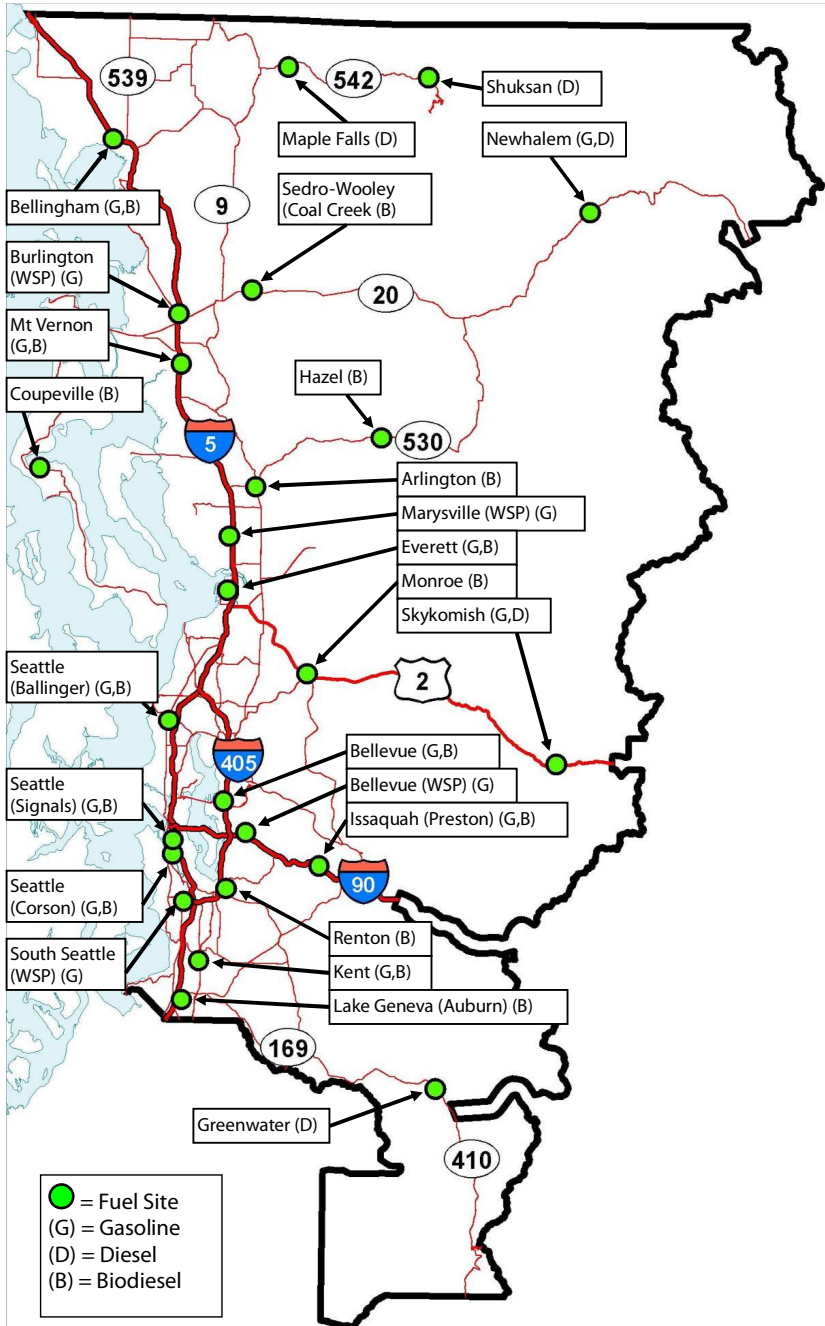 539
542
Shuksan (D)
Maple Falls (D)
Newhalem (G,D)
Bellingham (G,B)
9
Sedro-Wooley
(Coal Creek (B)
Burlington
(WSP) (G)
20
Mt Vernon
(G,B)
Coupeville (B)
Hazel (B)
5
530
Arlington (B)
Marysville (WSP) (G)
Everett (G,B)
Monroe (B)
Skykomish (G,D)
Seattle
(Ballinger) (G,B)
2
405
Bellevue (G,B)
Bellevue (WSP) (G)
Issaquah (Preston) (G,B)
Seattle
(Signals) (G,B)
Seattle
(Corson) (G,B)
90
South Seattle
(WSP) (G)
Renton (B)
Kent (G,B)
Lake Geneva (Auburn) (B)
169
Greenwater (D)
410
= Fuel Site
(G) = Gasoline
(D) = Diesel
(B) = Biodiesel